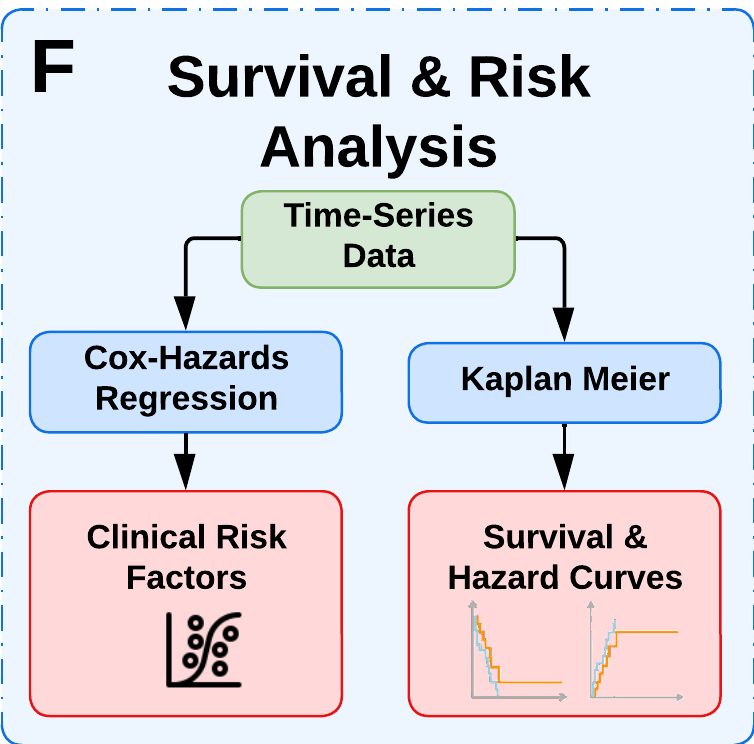 F
Survival & Risk
Analysis
Time-Series
Data
Cox-Hazards
Regression
Kaplan Meier
Clinical Risk
Factors
Survival &
Hazard Curves